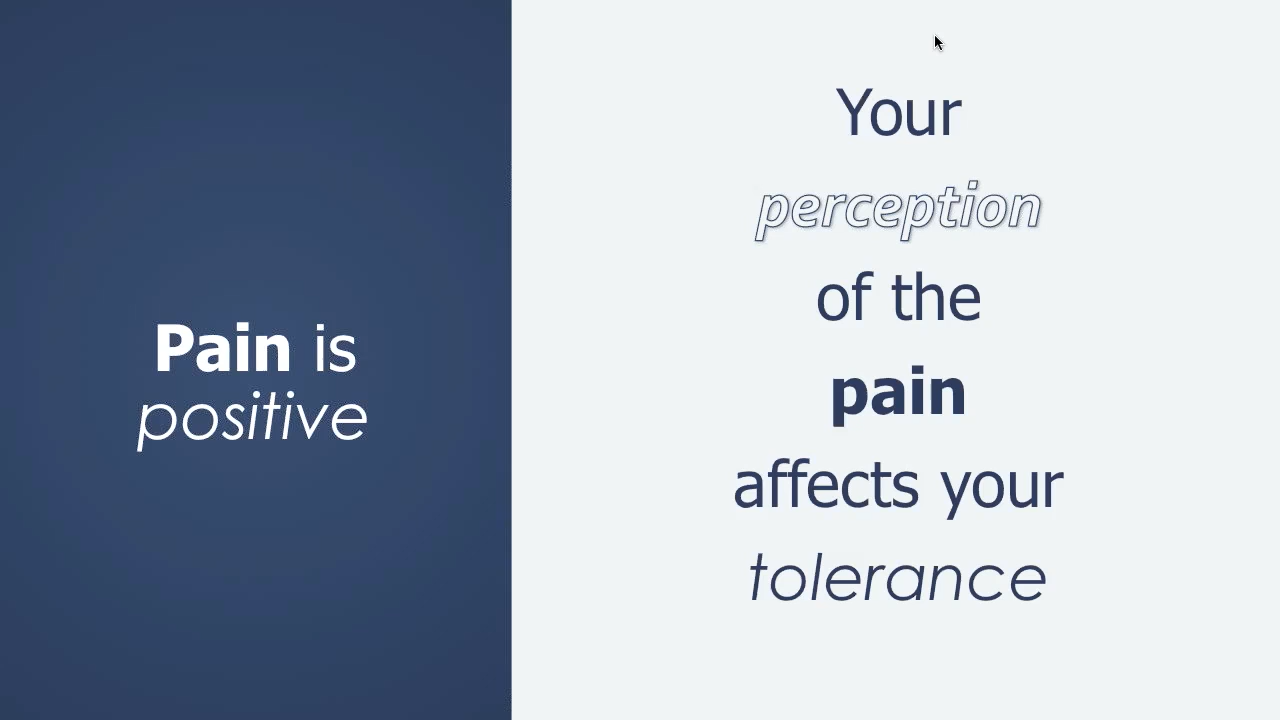 Pain is
positive
Your
perception
of the
pain
affects your
tolerance